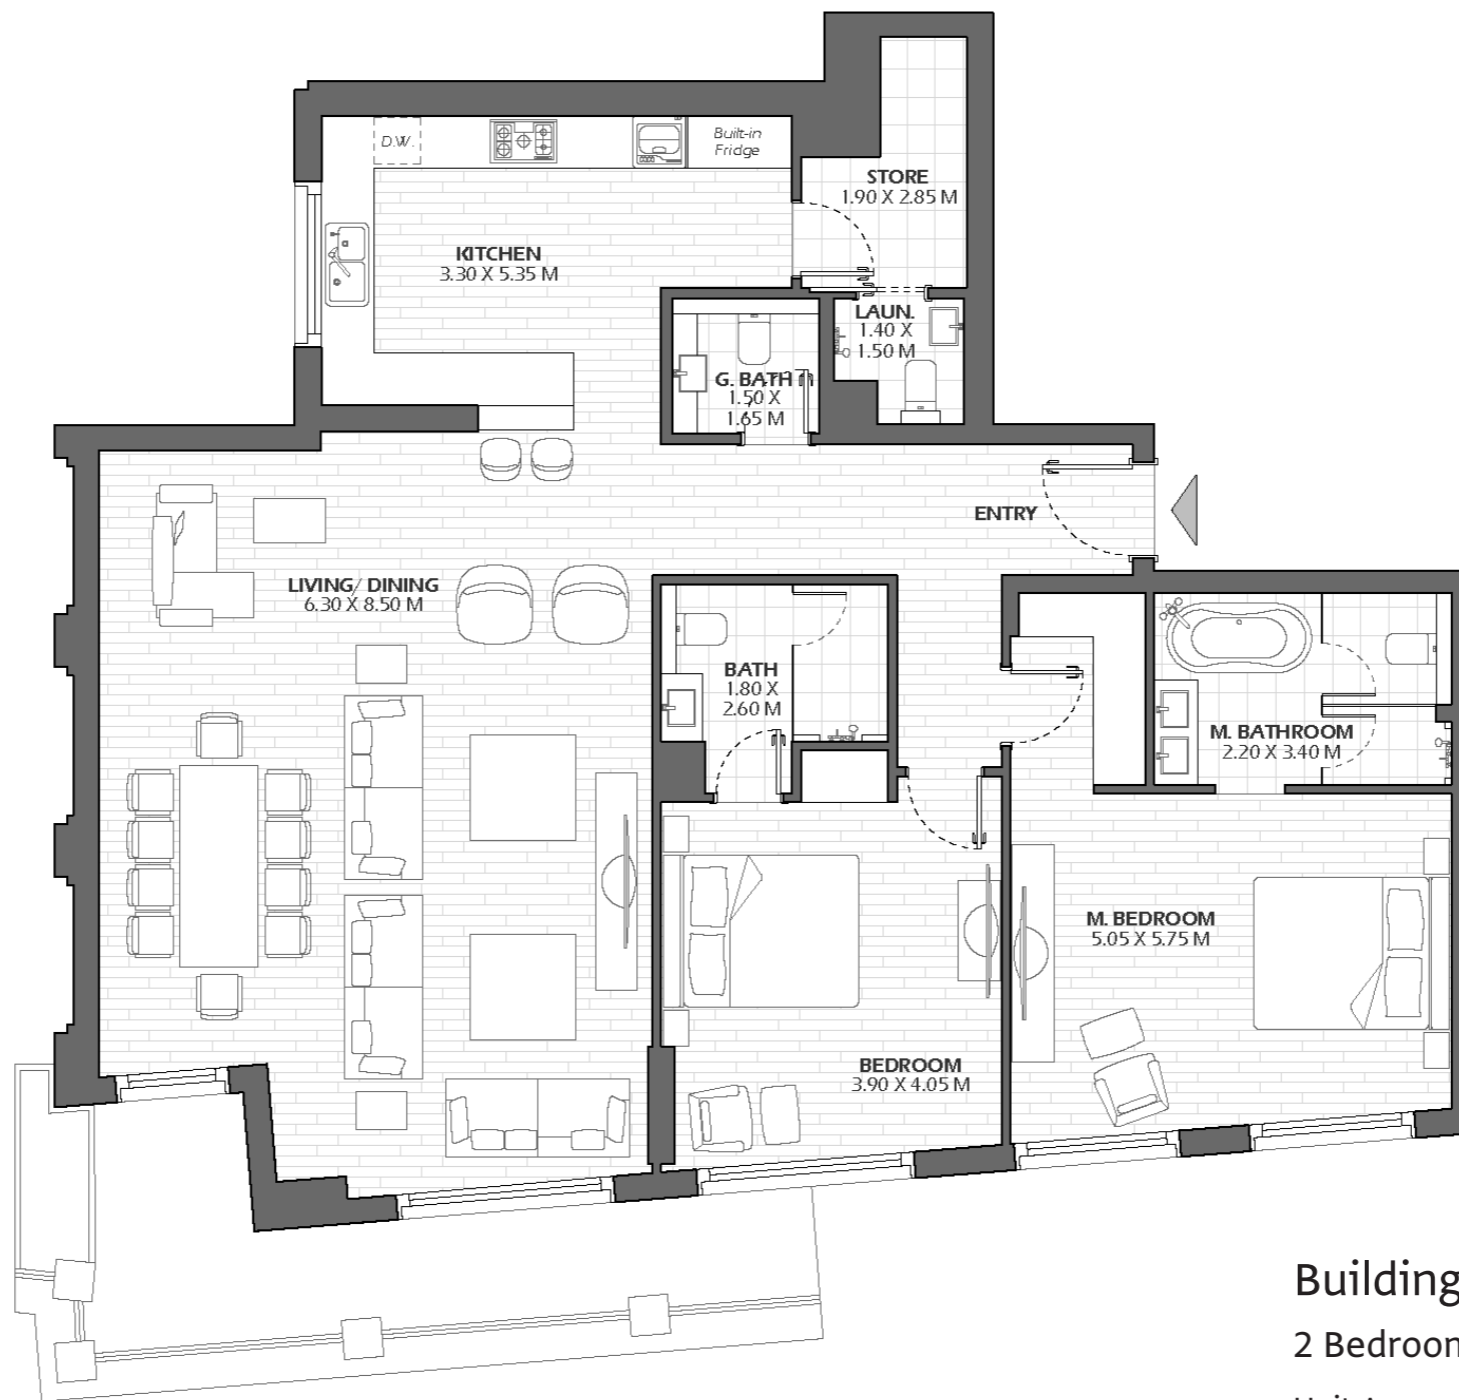 D.W.
Built-in
Fridge
STORE
1.90 X 2.85 M
KITCHEN
3.30 X 5.35 M
LAUN.
1.40 X
1.50 M
G. BATH
1.50 X
1.65 M
ENTRY
LIVING/ DINING
6.30 X 8.50 M
BATH
1.80 X
2.60 M
M. BATHROOM
2.20 X 3.40 M
M. BEDROOM
5.05 X 5.75 M
BEDROOM
3.90 X 4.05 M
Building
2 Bedroom